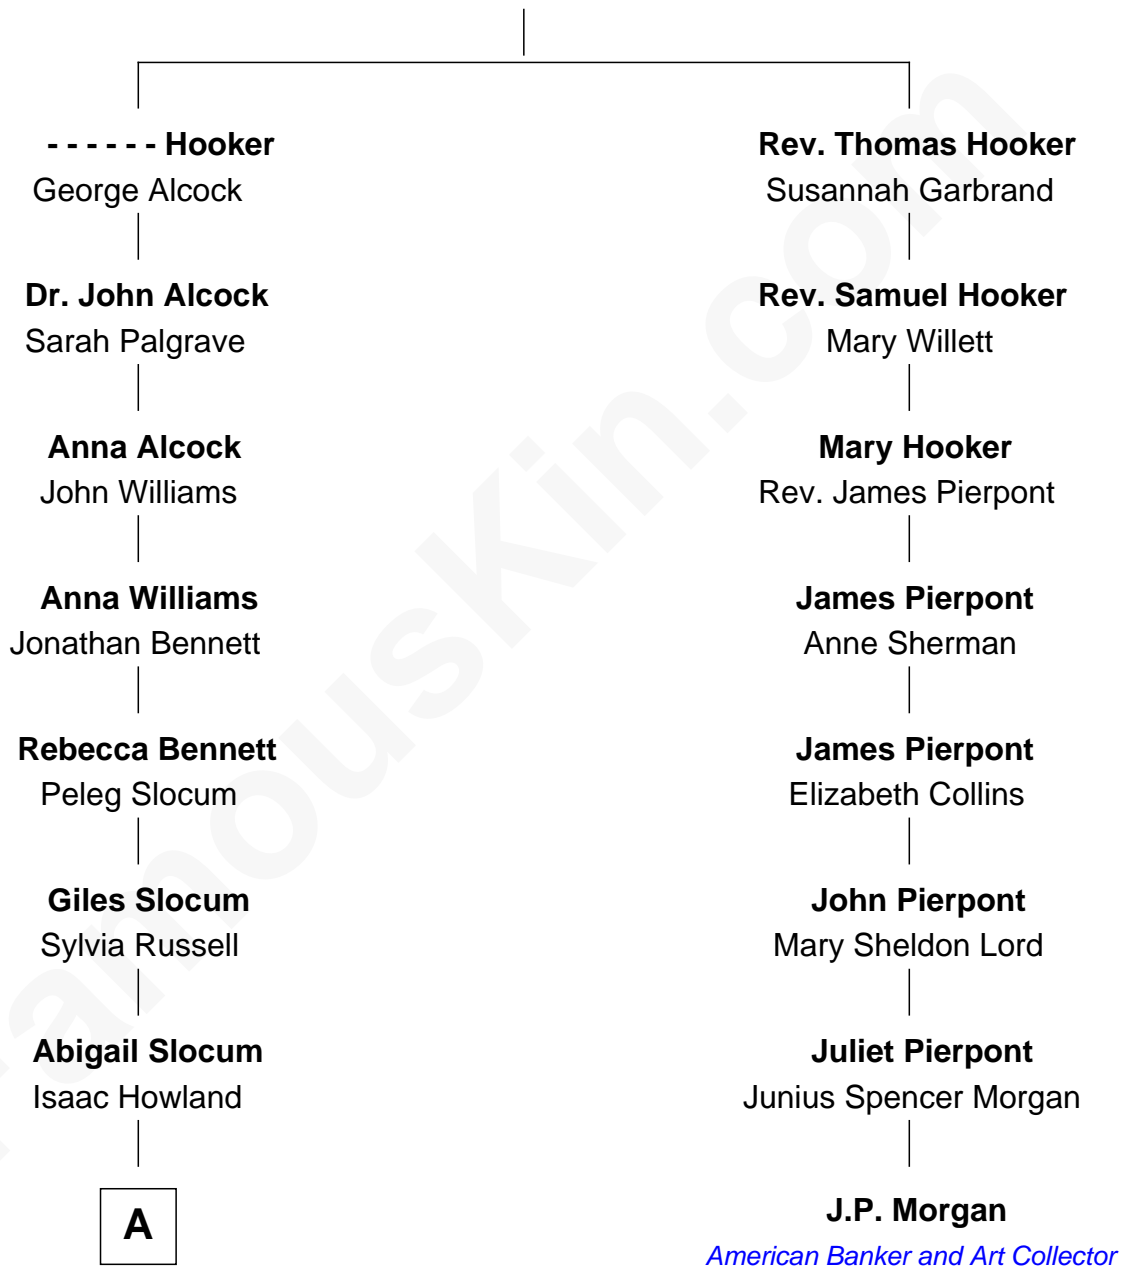 - - - - - - Hooker
George Alcock
Dr. John Alcock
Sarah Palgrave
Anna Alcock
John Williams
Anna Williams
Jonathan Bennett
Rebecca Bennett
Peleg Slocum
Giles Slocum
Sylvia Russell
Abigail Slocum
Isaac Howland
A
Rev. Thomas Hooker
Susannah Garbrand
Rev. Samuel Hooker
Mary Willett
Mary Hooker
Rev. James Pierpont
James Pierpont
Anne Sherman
James Pierpont
Elizabeth Collins
John Pierpont
Mary Sheldon Lord
Juliet Pierpont
Junius Spencer Morgan
J.P. Morgan
American Banker and Art Collector
FamousKin.com